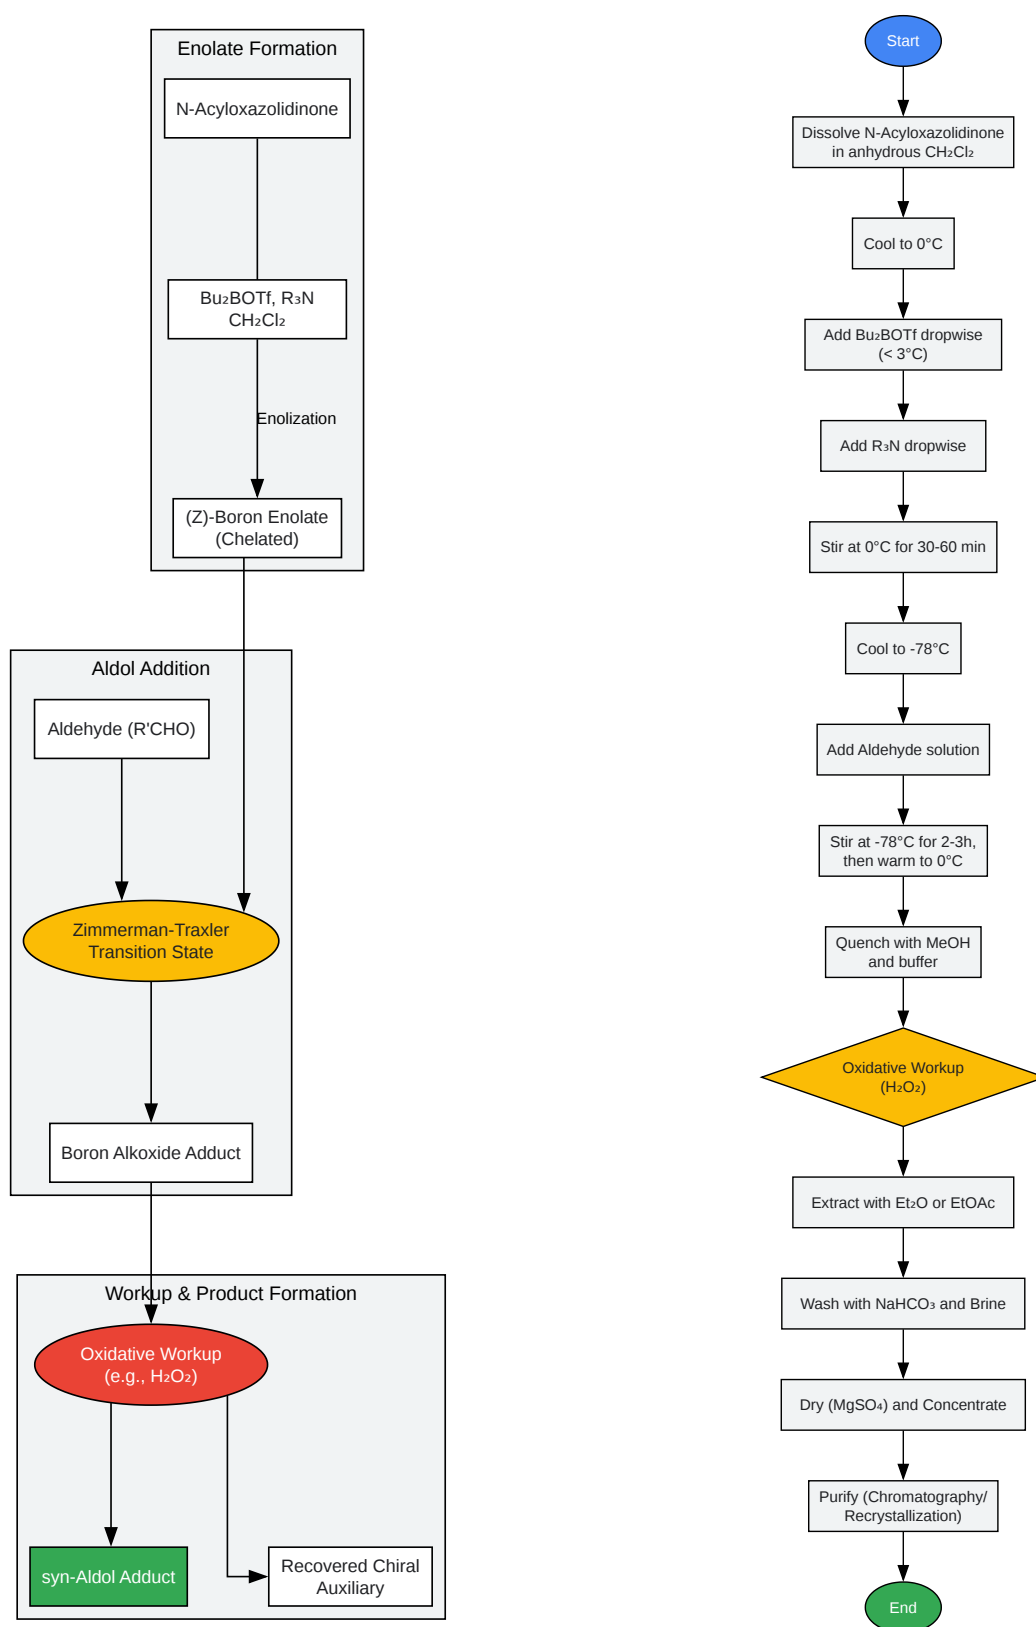 Enolate Formation
N-Acyloxazolidinone
Bu₂BOTf, R₃N
CH₂Cl₂
Enolization
(Z)-Boron Enolate
(Chelated)
Aldol Addition
Aldehyde (R'CHO)
Zimmerman-Traxler
Transition State
Boron Alkoxide Adduct
Workup & Product Formation
Oxidative Workup
(e.g., H₂O₂)
syn-Aldol Adduct
Recovered Chiral
Auxiliary
Start
Dissolve N-Acyloxazolidinone
in anhydrous CH₂Cl₂
Cool to 0°C
Add Bu₂BOTf dropwise
(< 3°C)
Add R₃N dropwise
Stir at 0°C for 30-60 min
Cool to -78°C
Add Aldehyde solution
Stir at -78°C for 2-3h,
then warm to 0°C
Quench with MeOH
and buffer
Oxidative Workup
(H₂O₂)
Extract with Et₂O or EtOAc
Wash with NaHCO₃ and Brine
Dry (MgSO₄) and Concentrate
Purify (Chromatography/
Recrystallization)
End